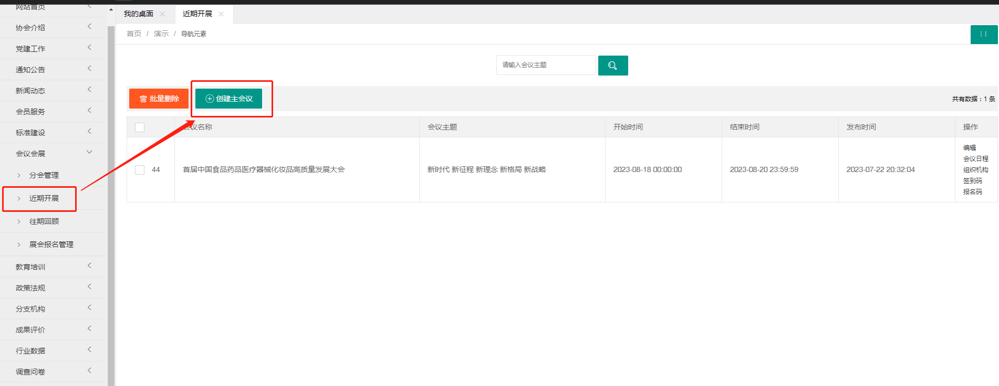 网站首页
协会介绍
党建工作
通知公告
新闻动态
会员服务
标准建设
会议会展
分会管理
近期开展
往期回顾
展会报名管理
教育培训
政策法规
分支机构
成果评价
行业数据
调查问卷
我的桌面 近期开展
首页 / 演示 / 导航元素
请输入会议主题
批量删除 创建主会议 共有数据：1 条
会议名称 会议主题 开始时间 结束时间 发布时间 操作
44 首届中国食品药品医疗器械化妆品高质量发展大会 新时代 新征程 新理念 新格局 新战略 2023-08-18 00:00:00 2023-08-20 23:59:59 2023-07-22 20:32:04
编辑
会议日程
组织机构
签到码
报名码